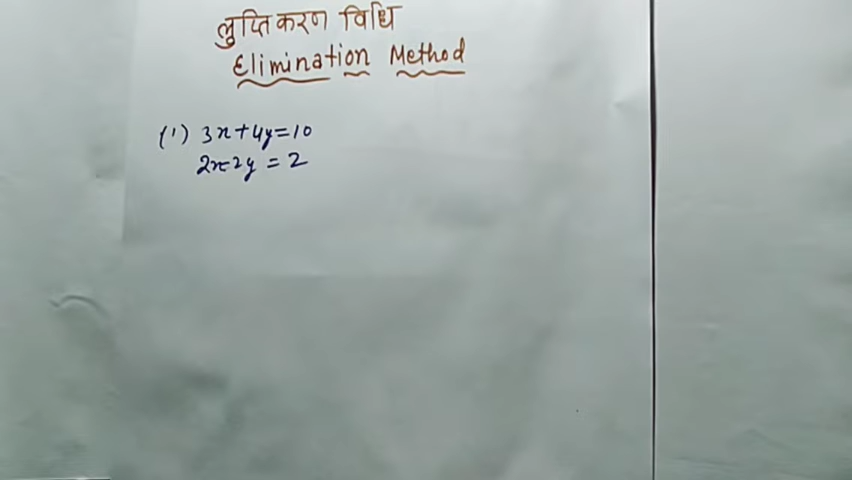 लुप्तिकरण विधि
Elimination Method
(1) 3x+4y=10
2x-2y = 2